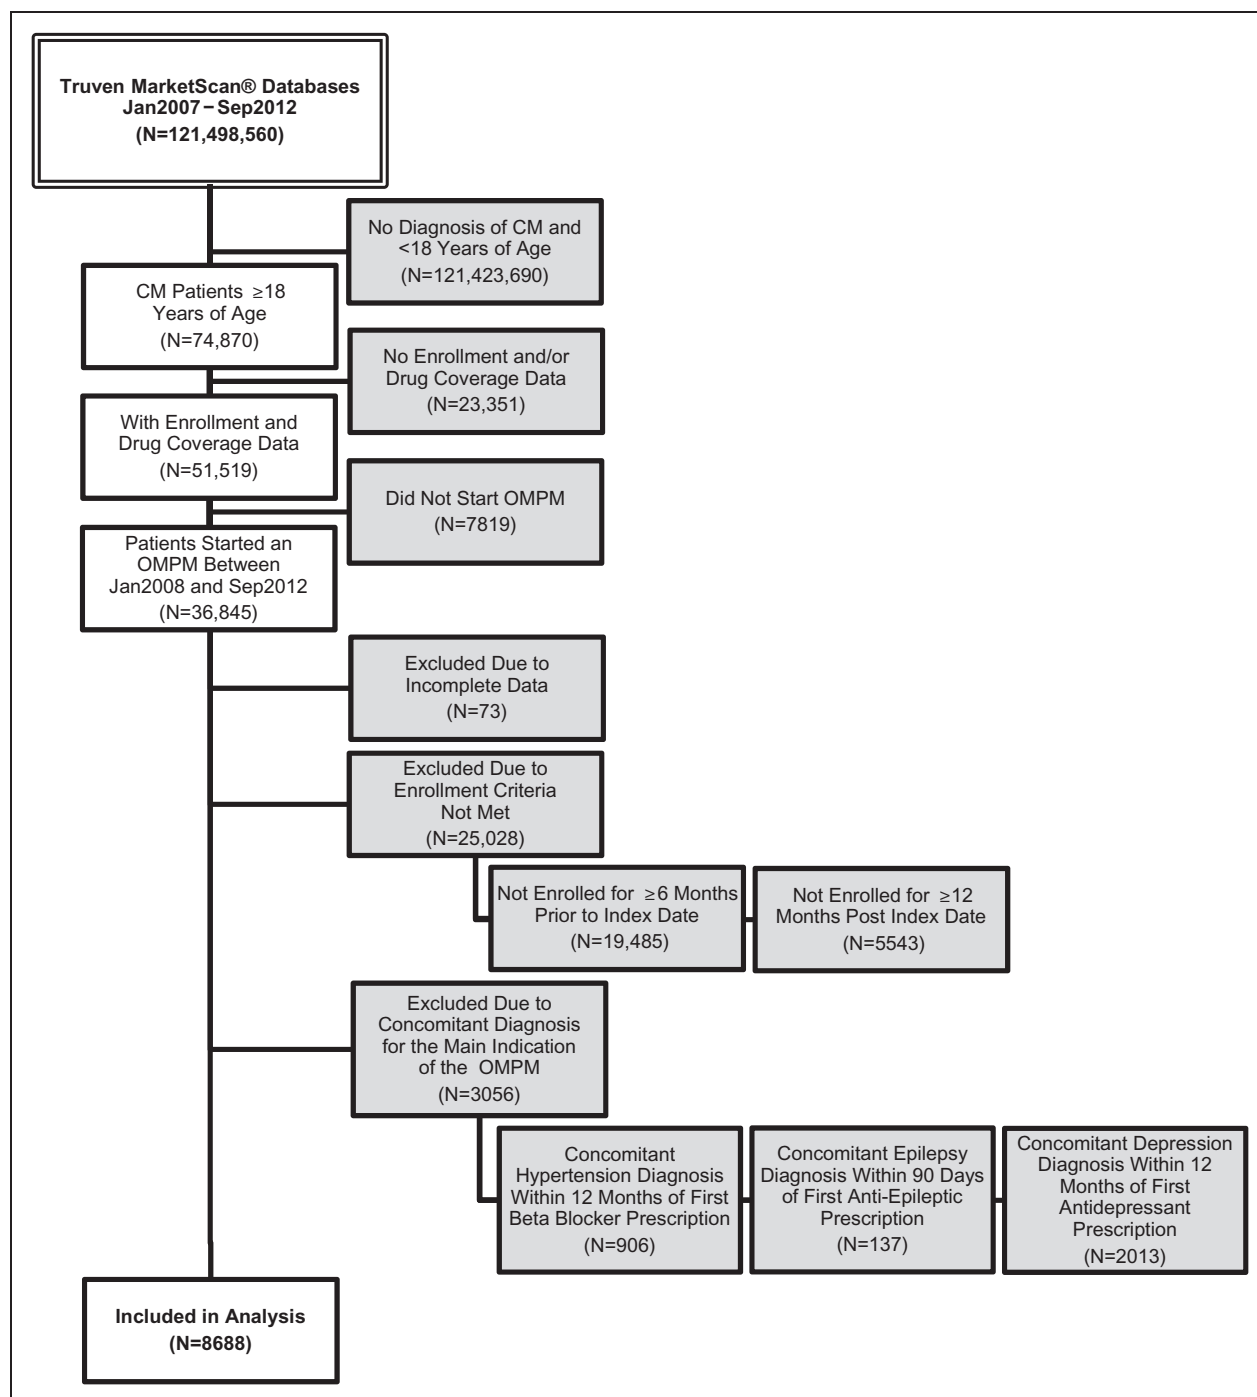 Truven MarketScan® Databases
Jan2007–Sep2012
(N=121,498,560)
No Diagnosis of CM and
<18 Years of Age
(N=121,423,690)
CM Patients ≥18
Years of Age
(N=74,870)
No Enrollment and/or
Drug Coverage Data
(N=23,351)
With Enrollment and
Drug Coverage Data
(N=51,519)
Did Not Start OMPM
(N=7819)
Patients Started an
OMPM Between
Jan2008 and Sep2012
(N=36,845)
Excluded Due to
Incomplete Data
(N=73)
Excluded Due to
Enrollment Criteria
Not Met
(N=25,028)
Not Enrolled for ≥6 Months
Prior to Index Date
(N=19,485)
Not Enrolled for ≥12
Months Post Index Date
(N=5543)
Excluded Due to
Concomitant Diagnosis
for the Main Indication
of the OMPM
(N=3056)
Concomitant
Hypertension Diagnosis
Within 12 Months of First
Beta Blocker Prescription
(N=906)
Concomitant Epilepsy
Diagnosis Within 90 Days
of First Anti-Epileptic
Prescription
(N=137)
Concomitant Depression
Diagnosis Within 12
Months of First
Antidepressant
Prescription
(N=2013)
Included in Analysis
(N=8688)